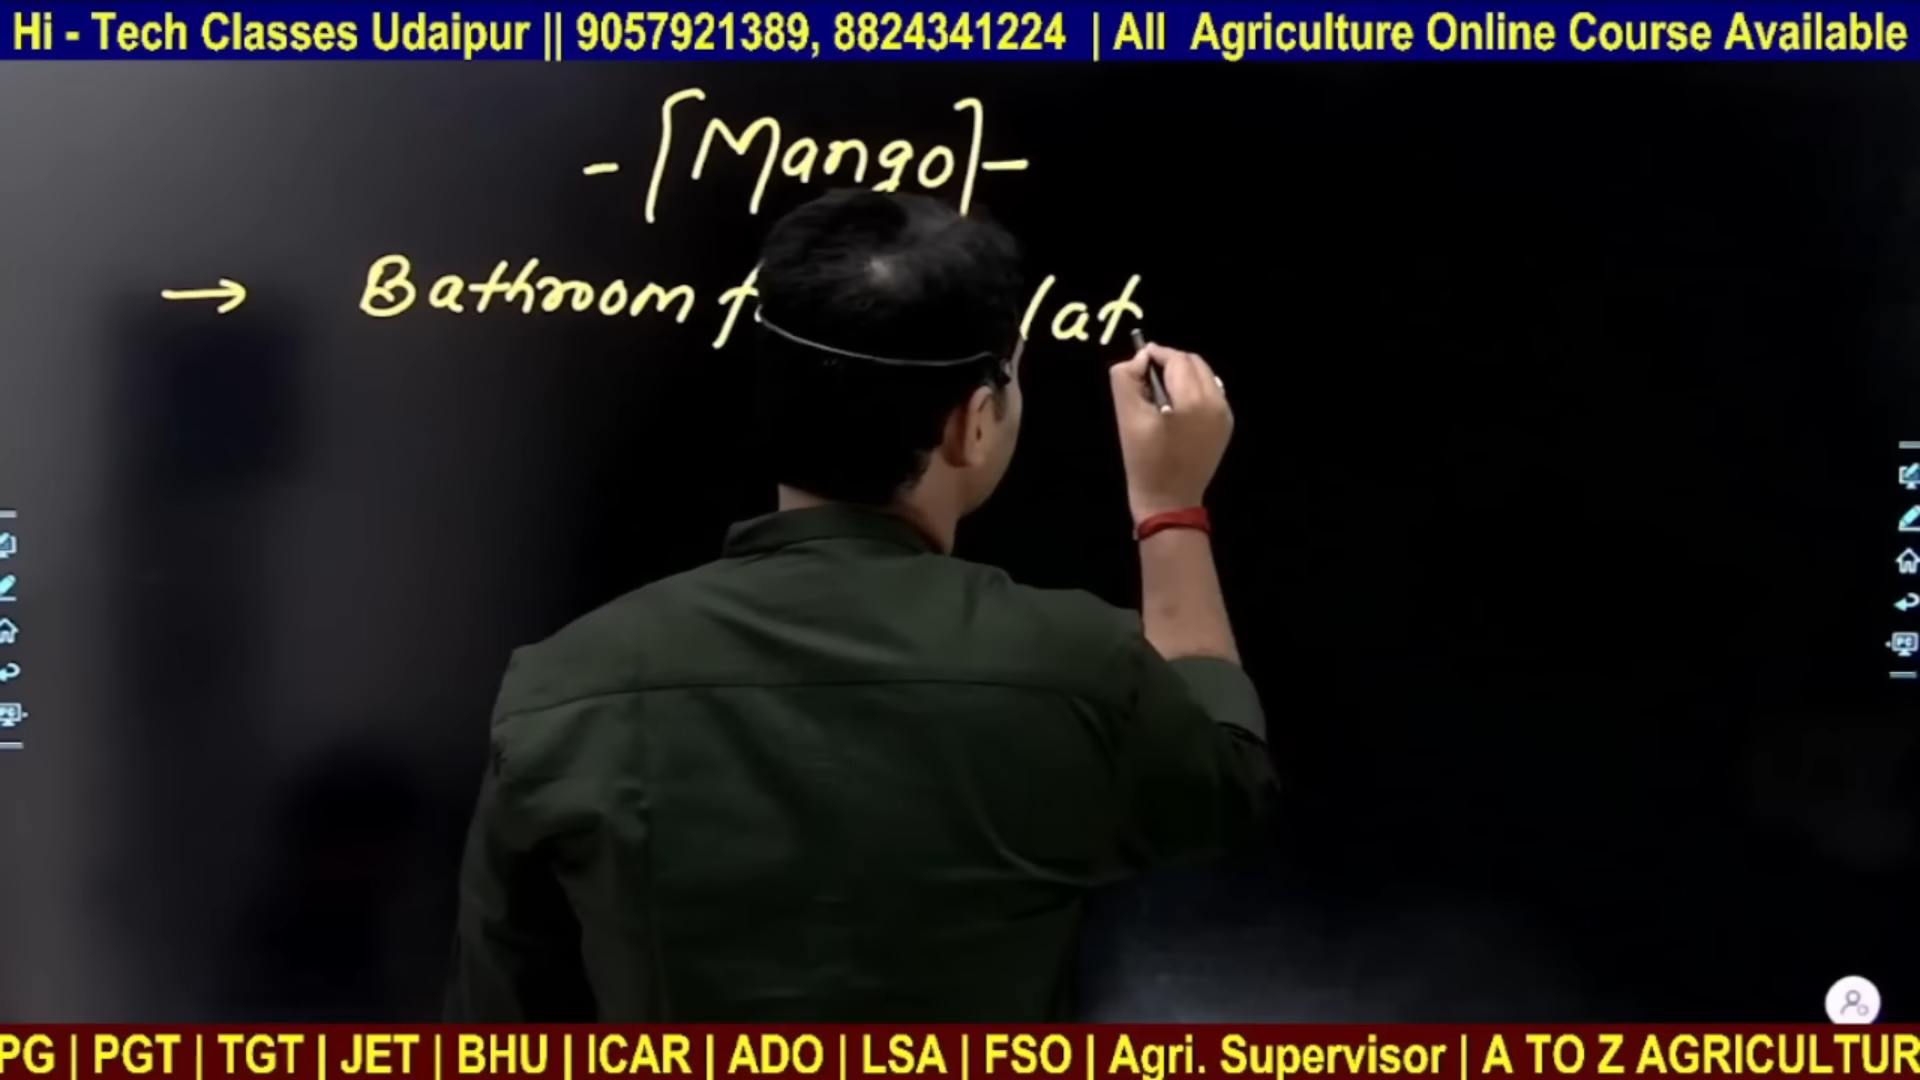 Hi - Tech Classes Udaipur || 9057921389, 8824341224 | All Agriculture Online Course Available
- [Mango] -
→ Bathroom
PG | PGT | TGT | JET | BHU | ICAR | ADO | LSA | FSO | Agri. Supervisor | A TO Z AGRICULTUR